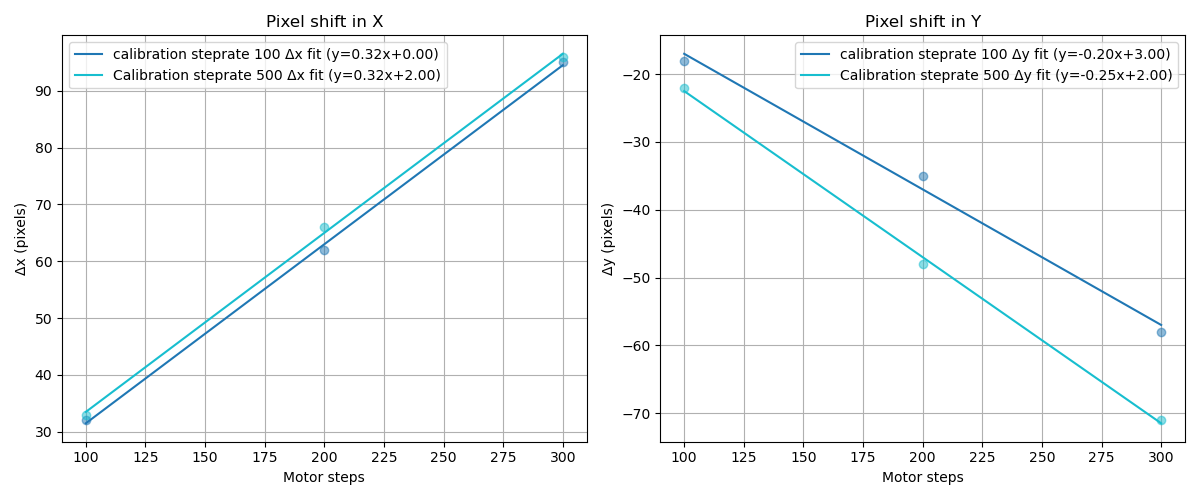 Pixel shift in X
calibration steprate 100 Δx fit (y=0.32x+0.00)
Calibration steprate 500 Δx fit (y=0.32x+2.00)
90
80
70
60
50
40
30
Δx (pixels)
100 125 150 175 200 225 250 275 300
Motor steps
Pixel shift in Y
calibration steprate 100 Δy fit (y=-0.20x+3.00)
Calibration steprate 500 Δy fit (y=-0.25x+2.00)
−20
−30
−40
−50
−60
−70
Δy (pixels)
100 125 150 175 200 225 250 275 300
Motor steps